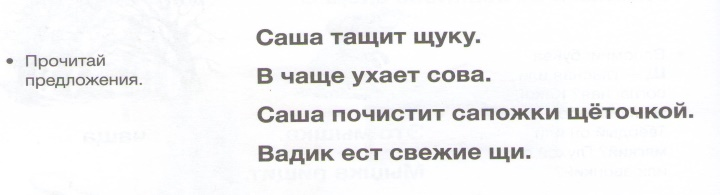 • Прочитай
предложения.
Саша тащит щуку.
В чаще ухает сова.
Саша почистит сапожки щёточкой.
Вадик ест свежие щи.